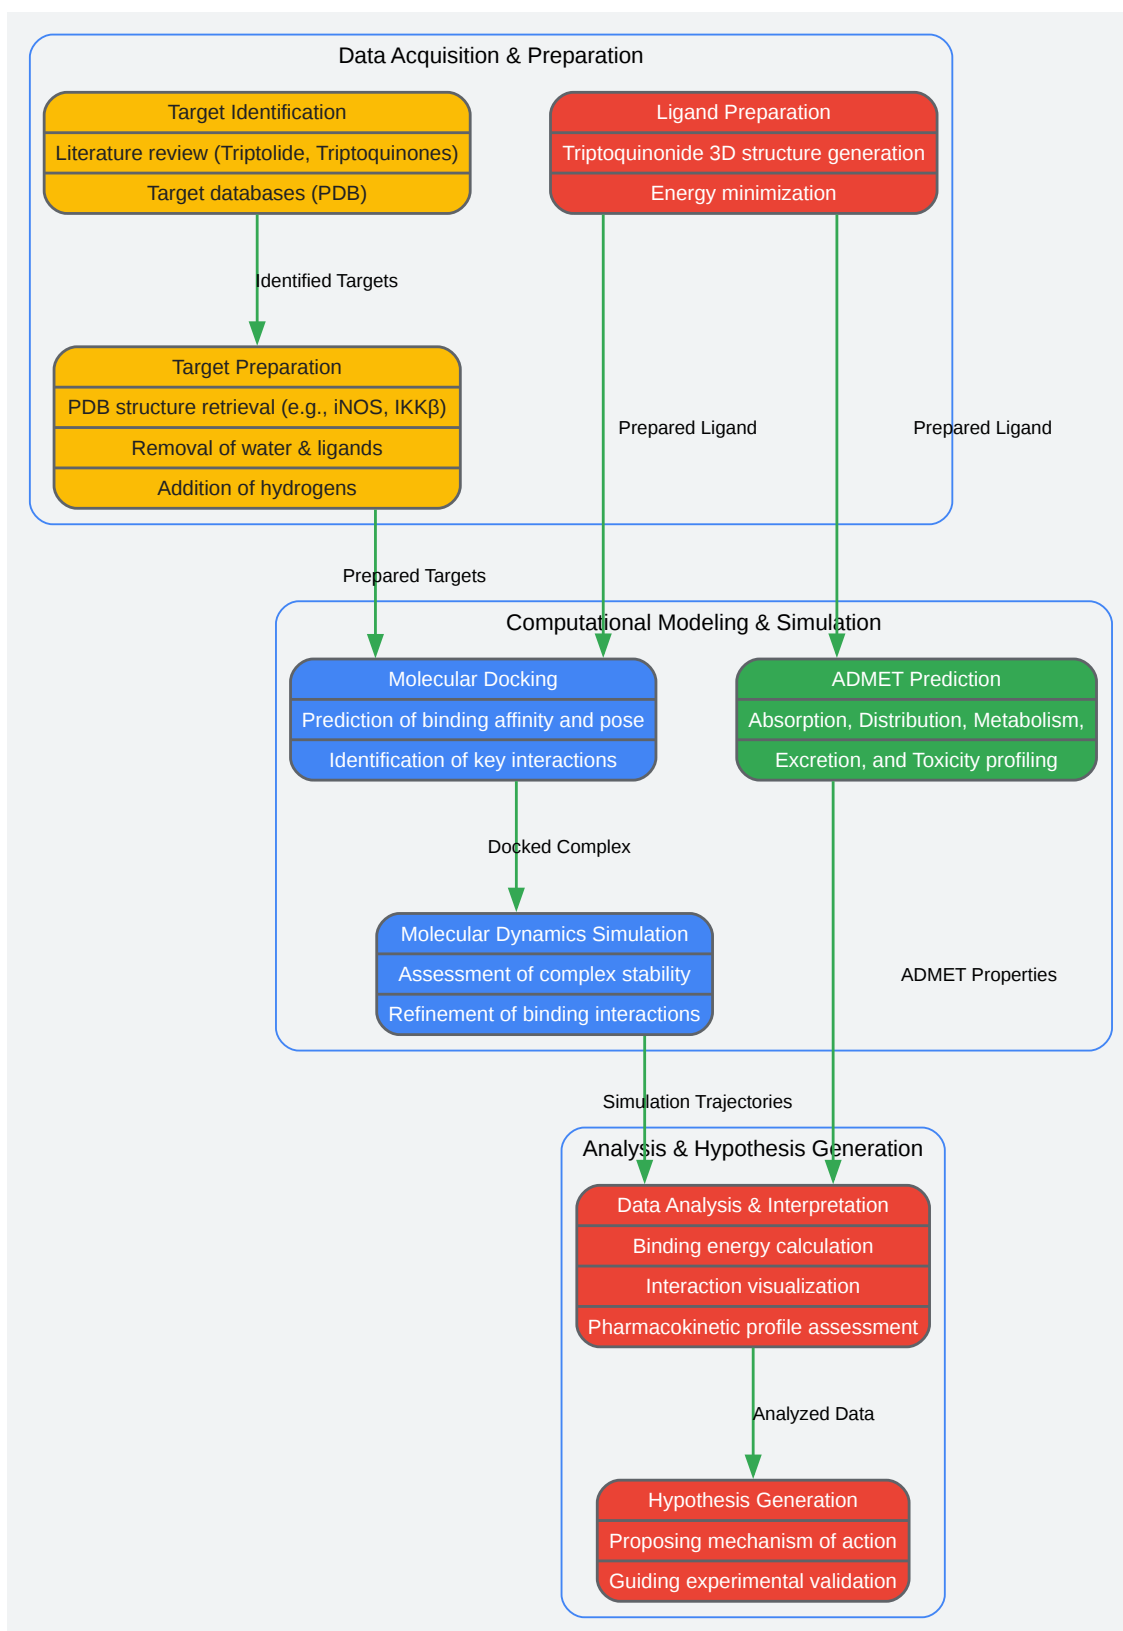 Data Acquisition & Preparation
Target Identification
Literature review (Triptolide, Triptoquinones)
Target databases (PDB)
Ligand Preparation
Triptoquinonide 3D structure generation
Energy minimization
Identified Targets
Target Preparation
PDB structure retrieval (e.g., iNOS, IKKβ)
Removal of water & ligands
Addition of hydrogens
Prepared Ligand
Prepared Ligand
Prepared Targets
Computational Modeling & Simulation
Molecular Docking
Prediction of binding affinity and pose
Identification of key interactions
ADMET Prediction
Absorption, Distribution, Metabolism,
Excretion, and Toxicity profiling
Docked Complex
Molecular Dynamics Simulation
Assessment of complex stability
Refinement of binding interactions
ADMET Properties
Simulation Trajectories
Analysis & Hypothesis Generation
Data Analysis & Interpretation
Binding energy calculation
Interaction visualization
Pharmacokinetic profile assessment
Analyzed Data
Hypothesis Generation
Proposing mechanism of action
Guiding experimental validation